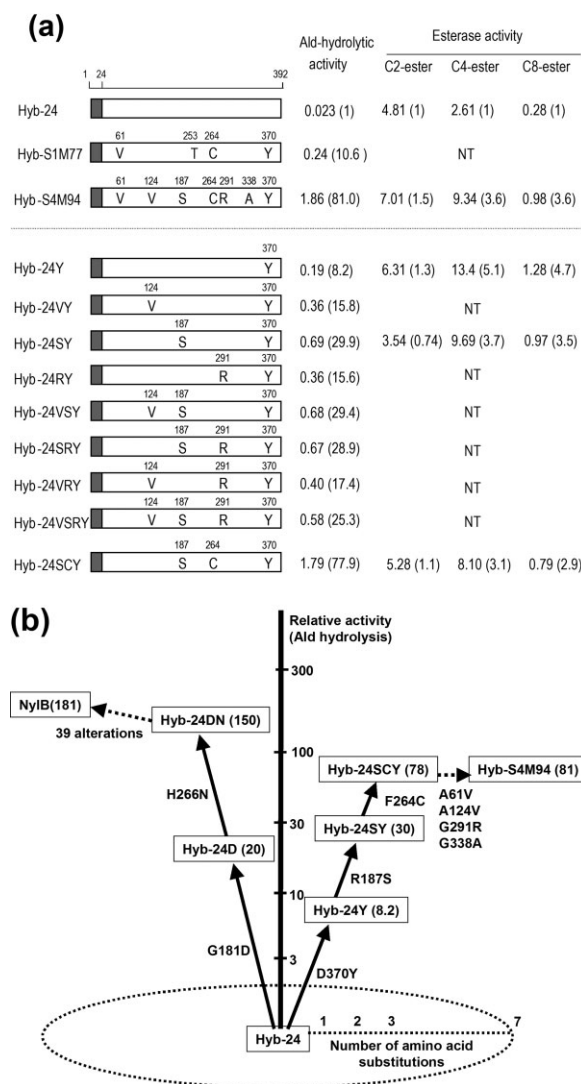 (a)
Ald-hydrolytic activity
Esterase activity
C2-ester C4-ester C8-ester
1 24 392
Hyb-24 0.023 (1) 4.81 (1) 2.61 (1) 0.28 (1)
61 253 264 370
Hyb-S1M77 V T C Y 0.24 (10.6 ) NT
61 124 187 264 291 338 370
Hyb-S4M94 V V S C R A Y 1.86 (81.0) 7.01 (1.5) 9.34 (3.6) 0.98 (3.6)
370
Hyb-24Y Y 0.19 (8.2) 6.31 (1.3) 13.4 (5.1) 1.28 (4.7)
124
Hyb-24VY V Y 0.36 (15.8) NT
187 370
Hyb-24SY S Y 0.69 (29.9) 3.54 (0.74) 9.69 (3.7) 0.97 (3.5)
291 370
Hyb-24RY R Y 0.36 (15.6) NT
124 187 370
Hyb-24VSY V S Y 0.68 (29.4) NT
187 291 370
Hyb-24SRY S R Y 0.67 (28.9) NT
124 291 370
Hyb-24VRY V R Y 0.40 (17.4) NT
124 187 291 370
Hyb-24VSRY V S R Y 0.58 (25.3) NT
187 264 370
Hyb-24SCY S C Y 1.79 (77.9) 5.28 (1.1) 8.10 (3.1) 0.79 (2.9)
(b)
Relative activity
(Ald hydrolysis)
300
NylB(181)
Hyb-24DN (150)
39 alterations
100
Hyb-24SCY (78)
Hyb-S4M94 (81)
H266N
F264C
A61V
A124V
G291R
G338A
30
Hyb-24SY (30)
Hyb-24D (20)
R187S
10
Hyb-24Y (8.2)
G181D
3
D370Y
Hyb-24
1 2 3 7
Number of amino acid
substitutions